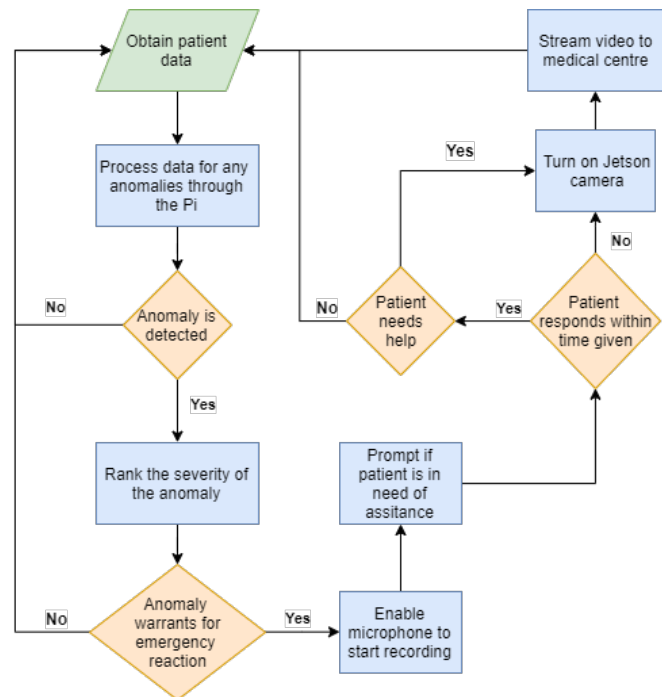 Obtain patient
data
Process data for any
anomalies through
the Pi
No
Anomaly is
detected
Yes
Rank the severity of
the anomaly
No
Anomaly
warrants for
emergency
reaction
Yes
Enable
microphone to
start recording
Prompt if
patient is in
need of
assitance
Patient
responds within
time given
Yes
No
Patient
needs
help
No
Yes
Turn on Jetson
camera
Stream video to
medical centre